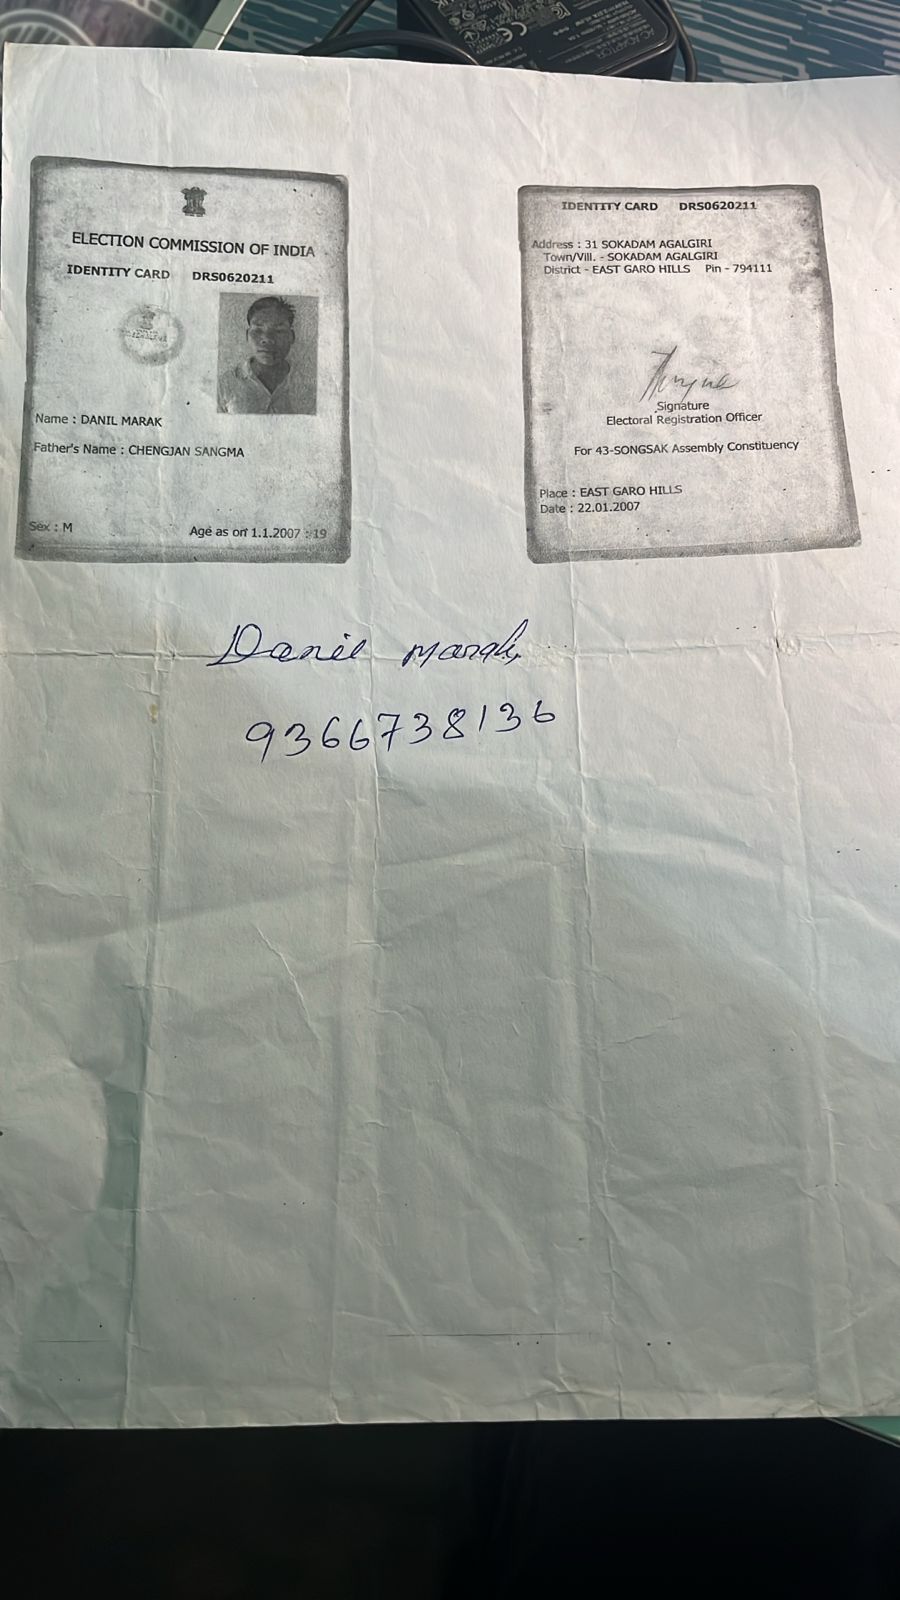 ELECTION COMMISSION OF INDIA
IDENTITY CARD DRS0620211
Name : DANIL MARAK
Father's Name : CHENGJAN SANGMA
Sex : M
Age as on 1.1.2007 : 19
IDENTITY CARD DRS0620211
Address : 31 SOKADAM AGALGIRI
Town/Vill. - SOKADAM AGALGIRI
District - EAST GARO HILLS Pin - 794111
Signature
Electoral Registration Officer
For 43-SONGSAK Assembly Constituency
Place : EAST GARO HILLS
Date : 22.01.2007
Danil Marak
9366738136